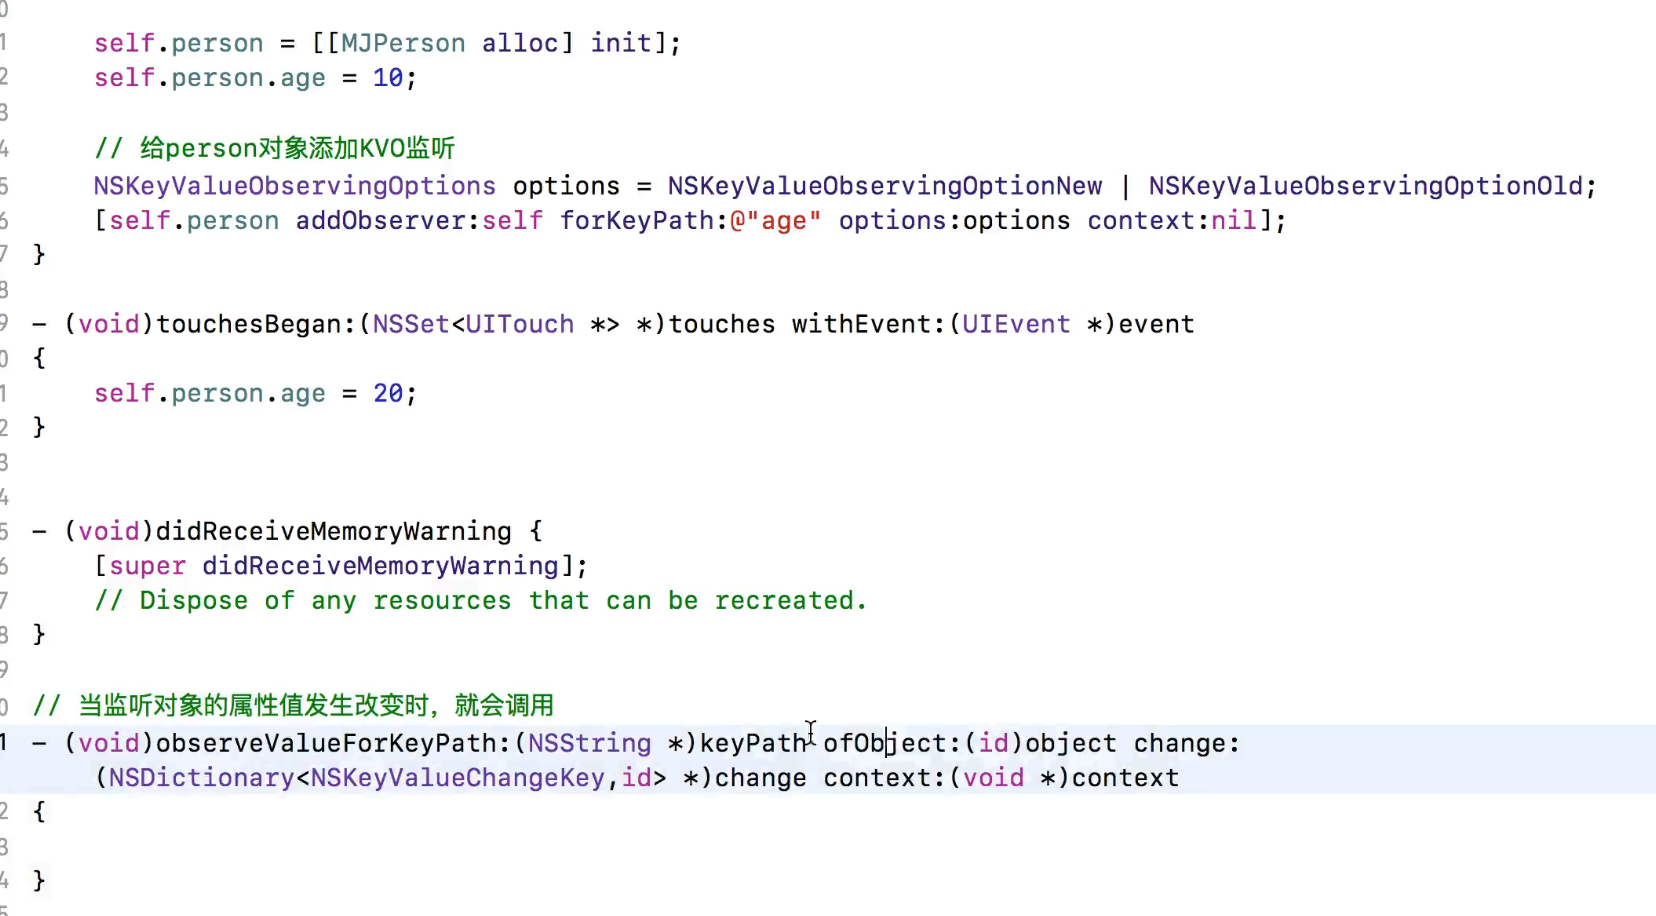 self.person = [[MJPerson alloc] init];
self.person.age = 10;
// 给person对象添加KVO监听
NSKeyValueObservingOptions options = NSKeyValueObservingOptionNew | NSKeyValueObservingOptionOld;
[self.person addObserver:self forKeyPath:@"age" options:options context:nil];
}
- (void)touchesBegan:(NSSet<UITouch *> *)touches withEvent:(UIEvent *)event
{
self.person.age = 20;
}
- (void)didReceiveMemoryWarning {
[super didReceiveMemoryWarning];
// Dispose of any resources that can be recreated.
}
// 当监听对象的属性值发生改变时，就会调用
- (void)observeValueForKeyPath:(NSString *)keyPath ofObject:(id)object change:
(NSDictionary<NSKeyValueChangeKey,id> *)change context:(void *)context
{
}